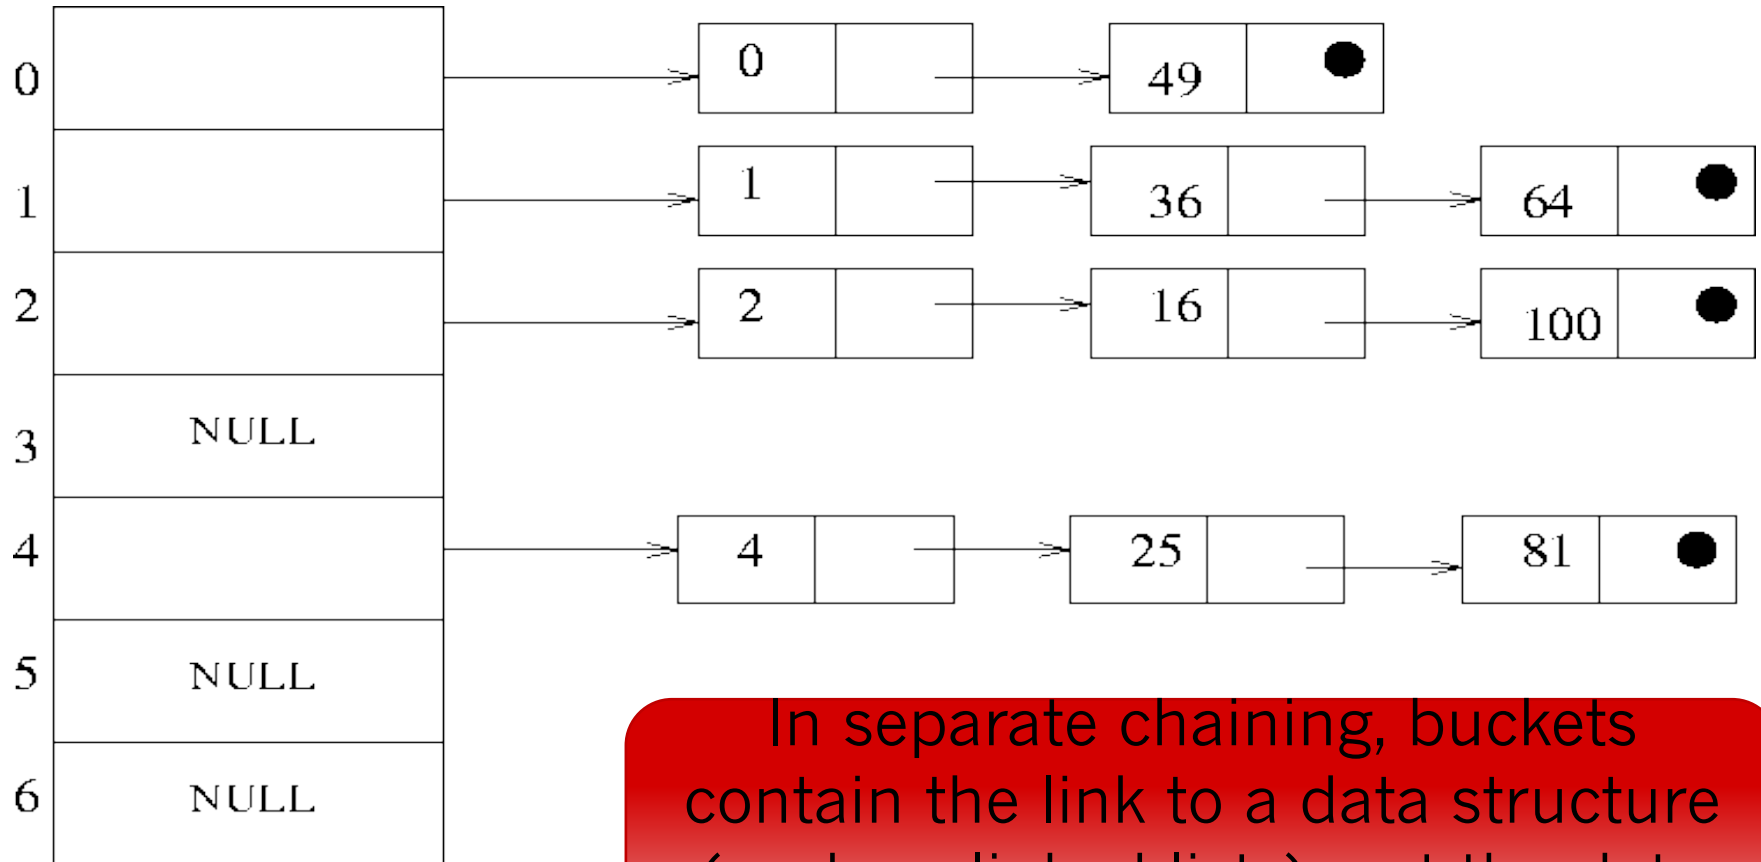 0 0 49
1 1 36 64
2 2 16 100
3 NULL
4 4 25 81
5 NULL
6 NULL
In separate chaining, buckets
contain the link to a data structure